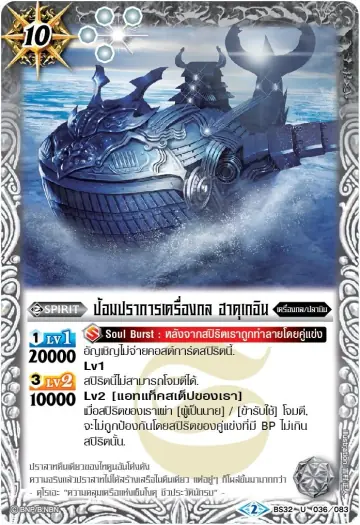 10
2 SPIRIT ป้อมปราการเครื่องกล ฮาคุเกอิน เครื่องกล/ปลาบิน
1 LV1
20000
3 LV2
10000
S Soul Burst : หลังจากสปิริตเราถูกทำลายโดยคู่แข่ง
อัญเชิญไม่จ่ายคอสต์การ์ดสปิริตนี้.
Lv1
สปิริตนี้ไม่สามารถโจมตีได้.
Lv2 [แอทแท็คสเต็ปของเรา]
เมื่อสปิริตของเราเผ่า [ผู้เป็นนาย] / [ข้ารับใช้] โจมตี,
จะไม่ถูกป้องกันโดยสปิริตของคู่แข่งที่มี BP ไม่เกิน
สปิริตนั้น.
© BNP/B,NBN
2 BS32 - U 036 / 083